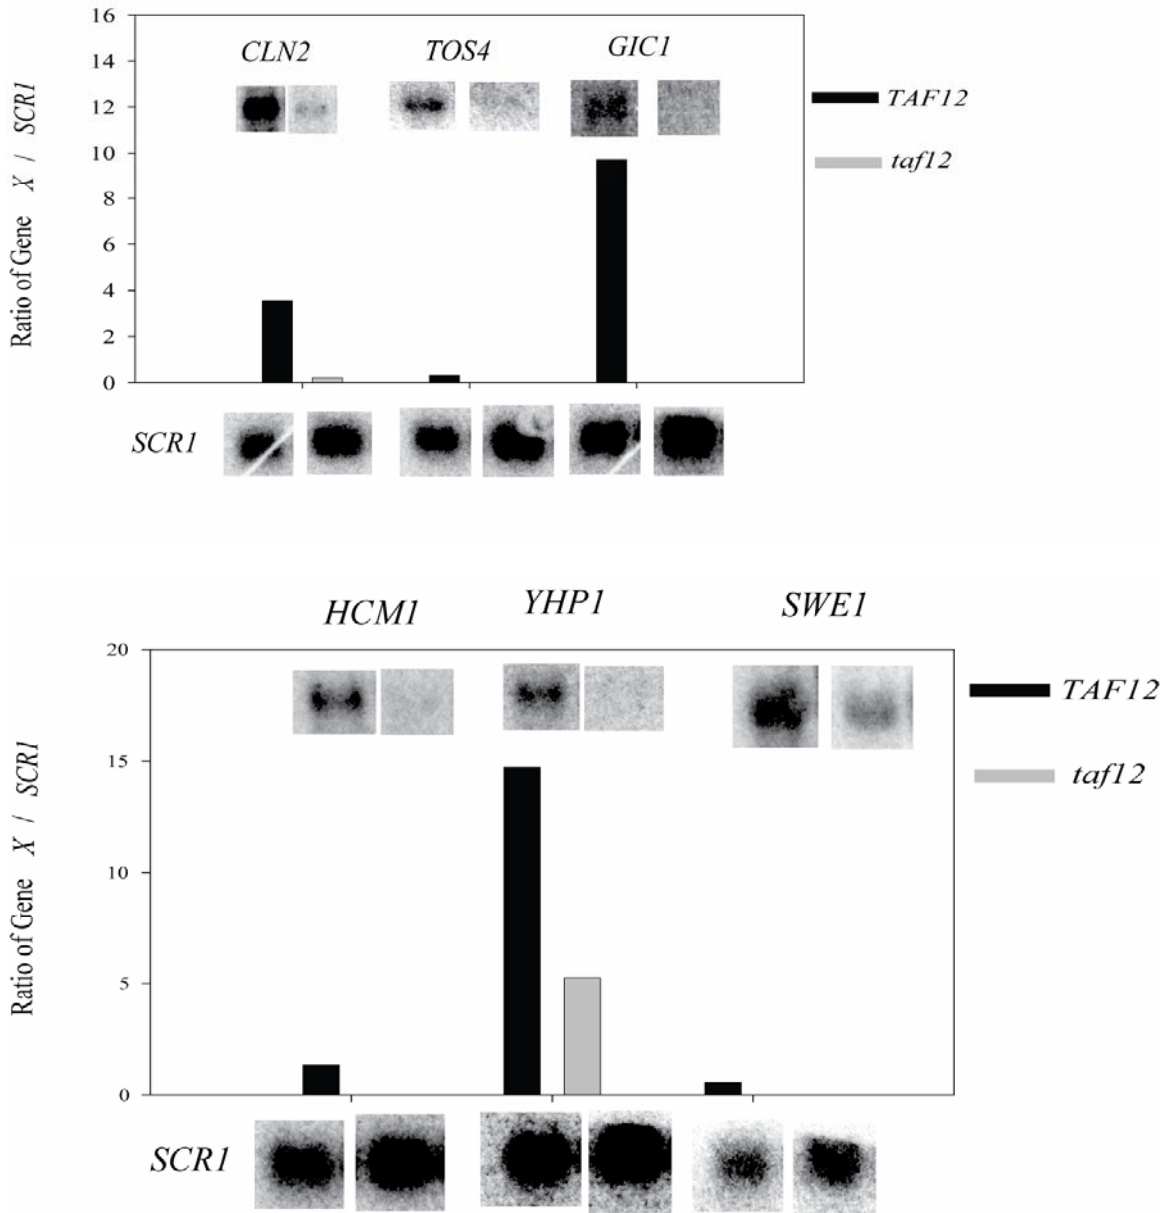 16
14
12
10
8
6
4
2
0
Ratio of Gene X / SCR1
CLN2 TOS4 GIC1
TAF12
taf12
SCR1
HCM1 YHP1 SWE1
20
15
10
5
0
Ratio of Gene X / SCR1
TAF12
taf12
SCR1